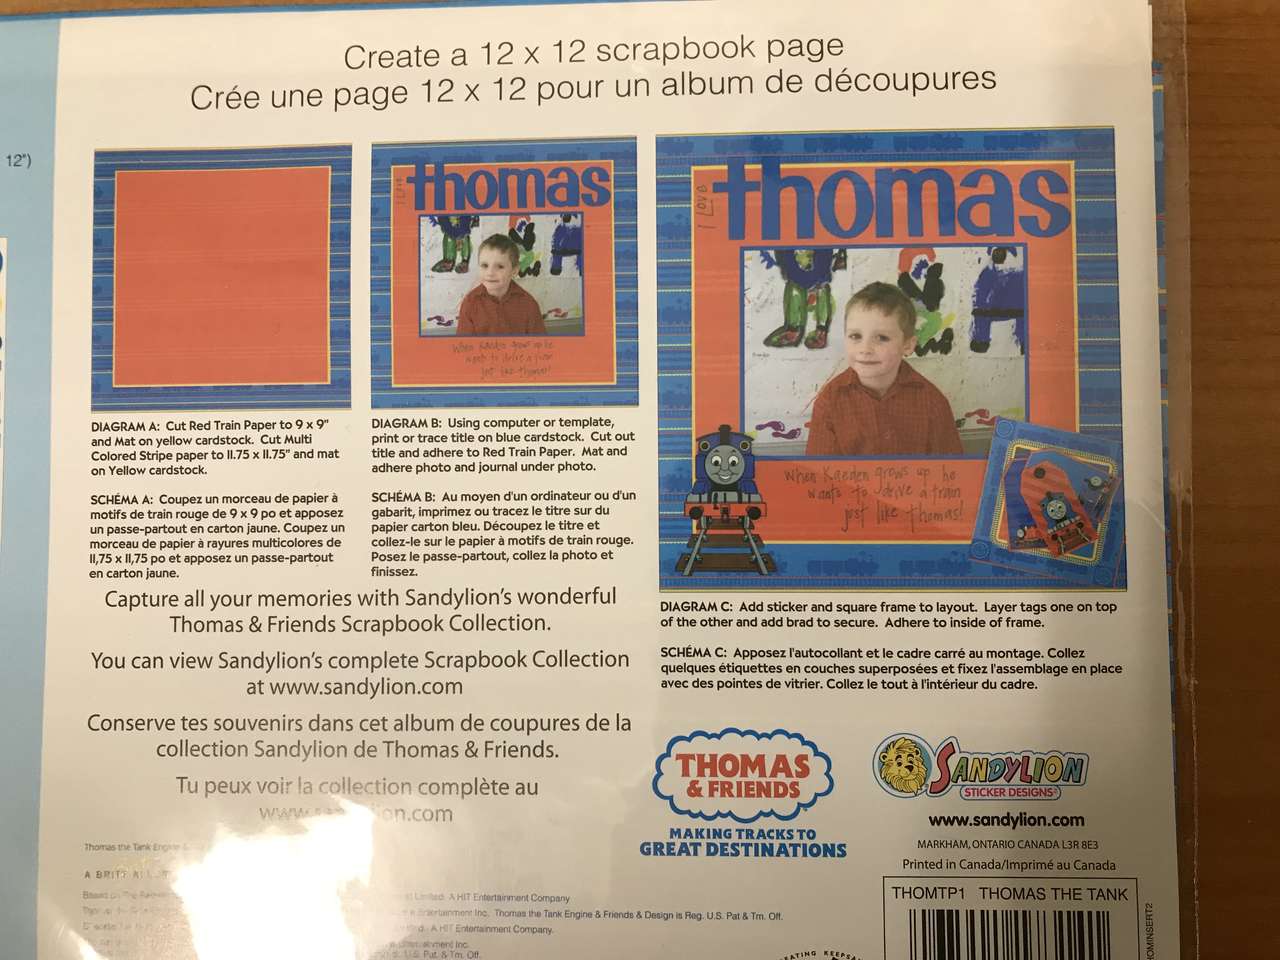 Create a 12 x 12 scrapbook page
Crée une page 12 x 12 pour un album de découpures
12")
I Love
thomas
When Kaeden grows up he
wants to drive a train
just like thomas!
I Love
thomas
When Kaeden grows up he
wants to drive a train
just like thomas!
DIAGRAM A: Cut Red Train Paper to 9 x 9"
and Mat on yellow cardstock. Cut Multi
Colored Stripe paper to 11.75 x 11.75" and mat
on Yellow cardstock.
SCHÉMA A: Coupez un morceau de papier à
motifs de train rouge de 9 x 9 po et apposez
un passe-partout en carton jaune. Coupez un
morceau de papier à rayures multicolores de
11,75 x 11,75 po et apposez un passe-partout
en carton jaune.
DIAGRAM B: Using computer or template,
print or trace title on blue cardstock. Cut out
title and adhere to Red Train Paper. Mat and
adhere photo and journal under photo.
SCHÉMA B: Au moyen d'un ordinateur ou d'un
gabarit, imprimez ou tracez le titre sur du
papier carton bleu. Découpez le titre et
collez-le sur le papier à motifs de train rouge.
Posez le passe-partout, collez la photo et
finissez.
DIAGRAM C: Add sticker and square frame to layout. Layer tags one on top
of the other and add brad to secure. Adhere to inside of frame.
SCHÉMA C: Apposez l'autocollant et le cadre carré au montage. Collez
quelques étiquettes en couches superposées et fixez l'assemblage en place
avec des pointes de vitrier. Collez le tout à l'intérieur du cadre.
Capture all your memories with Sandylion's wonderful
Thomas & Friends Scrapbook Collection.
You can view Sandylion's complete Scrapbook Collection
at www.sandylion.com
Conserve tes souvenirs dans cet album de coupures de la
collection Sandylion de Thomas & Friends.
Tu peux voir la collection complète au
THOMAS
& FRIENDS
MAKING TRACKS TO
GREAT DESTINATIONS
SANDYLION
STICKER DESIGNS®
www.sandylion.com
MARKHAM, ONTARIO CANADA L3R 8E3
Printed in Canada/Imprimé au Canada
THOMTP1 THOMAS THE TANK
Thomas the Tank Engine &
Limited. A HIT Entertainment Company
Entertainment Inc. Thomas the Tank Engine & Friends & Design is Reg. U.S. Pat & Tm. Off.
A HIT Entertainment Company.
Inc.
U.S. Pat. & Tm. Off.